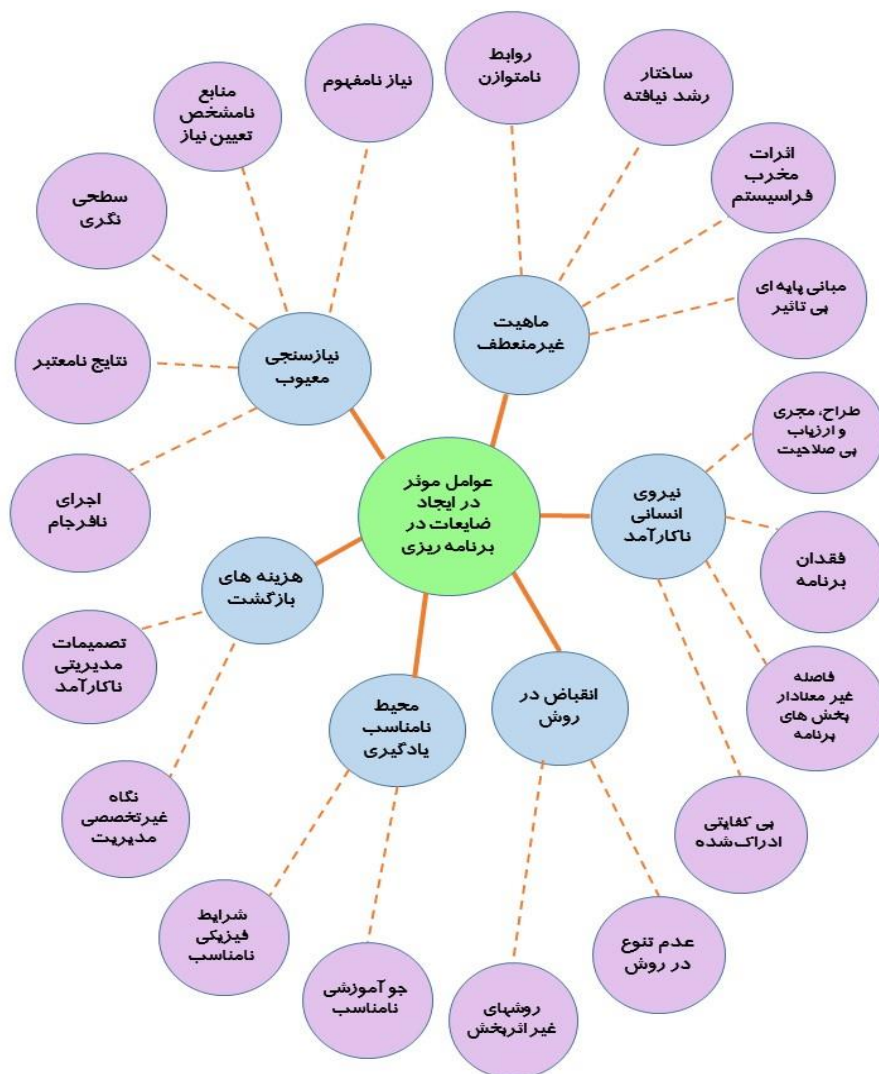 عوامل موثر
در ایجاد
ضایعات در
برنامه ریزی
ماهیت
غیرمنعطف
روابط
نامتوازن
ساختار
رشد نیافته
اثرات
مخرب
فراسیستم
مبانی پایه ای
بی تاثیر
نیروی
انسانی
ناکارآمد
طراح، مجری
و ارزیاب
بی صلاحیت
فقدان
برنامه
فاصله
غیر معنادار
بخش های
برنامه
بی کفایتی
ادراک شده
انقباض در
روش
عدم تنوع
در روش
روشهای
غیر اثربخش
محیط
نامناسب
یادگیری
جو آموزشی
نامناسب
شرایط
فیزیکی
نامناسب
هزینه های
بازگشت
نگاه
غیرتخصصی
مدیریت
تصمیمات
مدیریتی
ناکارآمد
نیازسنجی
معیوب
اجرای
نافرجام
نتایج نامعتبر
سطحی
نگری
منابع
نامشخص
تعیین نیاز
نیاز نامفهوم